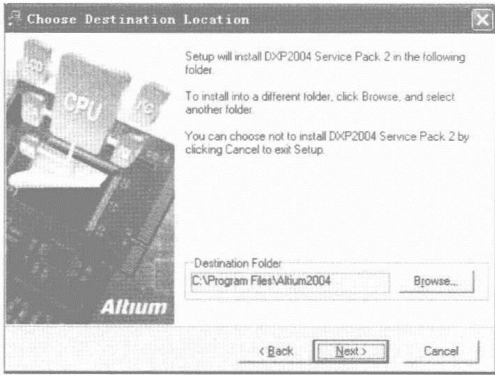 Choose Destination Location
LCD
CPU
I/O
Setup will install DXP2004 Service Pack 2 in the following
folder.
To install into a different folder, click Browse, and select
another folder.
You can choose not to install DXP2004 Service Pack 2 by
clicking Cancel to exit Setup.
Destination Folder
C:\Program Files\Altium2004
Browse...
Altium
< Back
Next >
Cancel